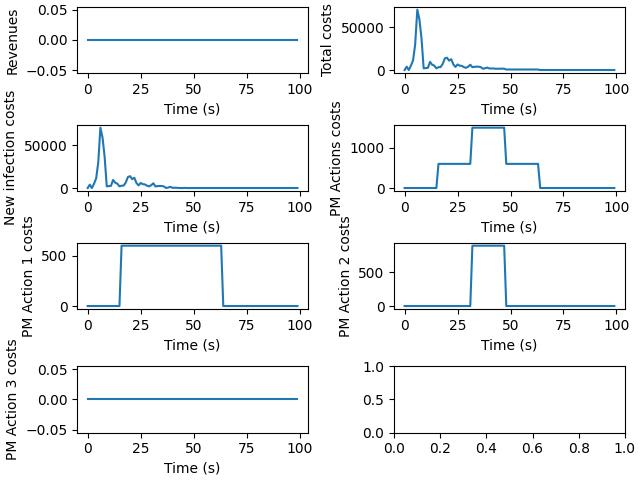 Revenues
0.05
0.00
−0.05
0 25 50 75 100
Time (s)
Total costs
50000
0
0 25 50 75 100
Time (s)
New infection costs
50000
0
0 25 50 75 100
Time (s)
PM Actions costs
1000
0
0 25 50 75 100
Time (s)
PM Action 1 costs
500
0
0 25 50 75 100
Time (s)
PM Action 2 costs
500
0
0 25 50 75 100
Time (s)
PM Action 3 costs
0.05
0.00
−0.05
0 25 50 75 100
Time (s)
1.0
0.5
0.0
0.0 0.2 0.4 0.6 0.8 1.0